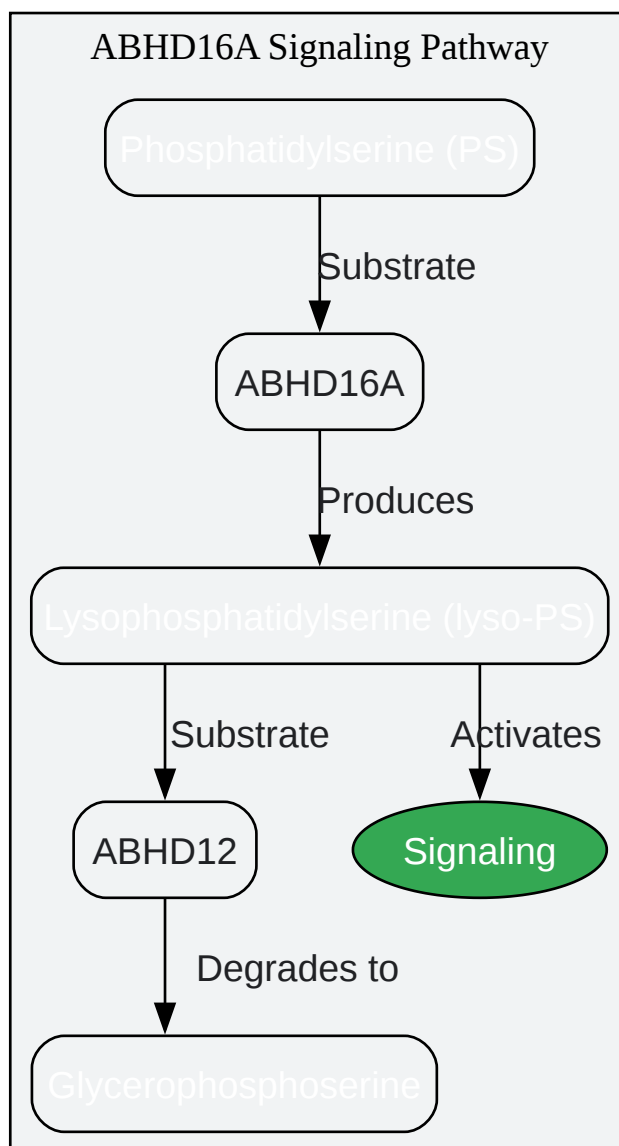 ABHD16A Signaling Pathway
Phosphatidylserine (PS)
Substrate
ABHD16A
Produces
Lysophosphatidylserine (lyso-PS)
Substrate
Activates
ABHD12
Signaling
Degrades to
Glycerophosphoserine